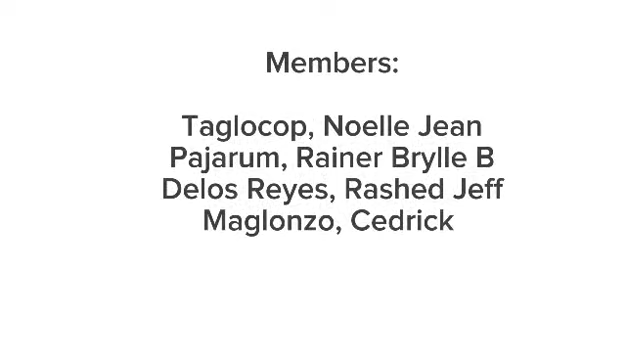 Members:
Taglocop, Noelle Jean
Pajarum, Rainer Brylle B
Delos Reyes, Rashed Jeff
Maglonzo, Cedrick